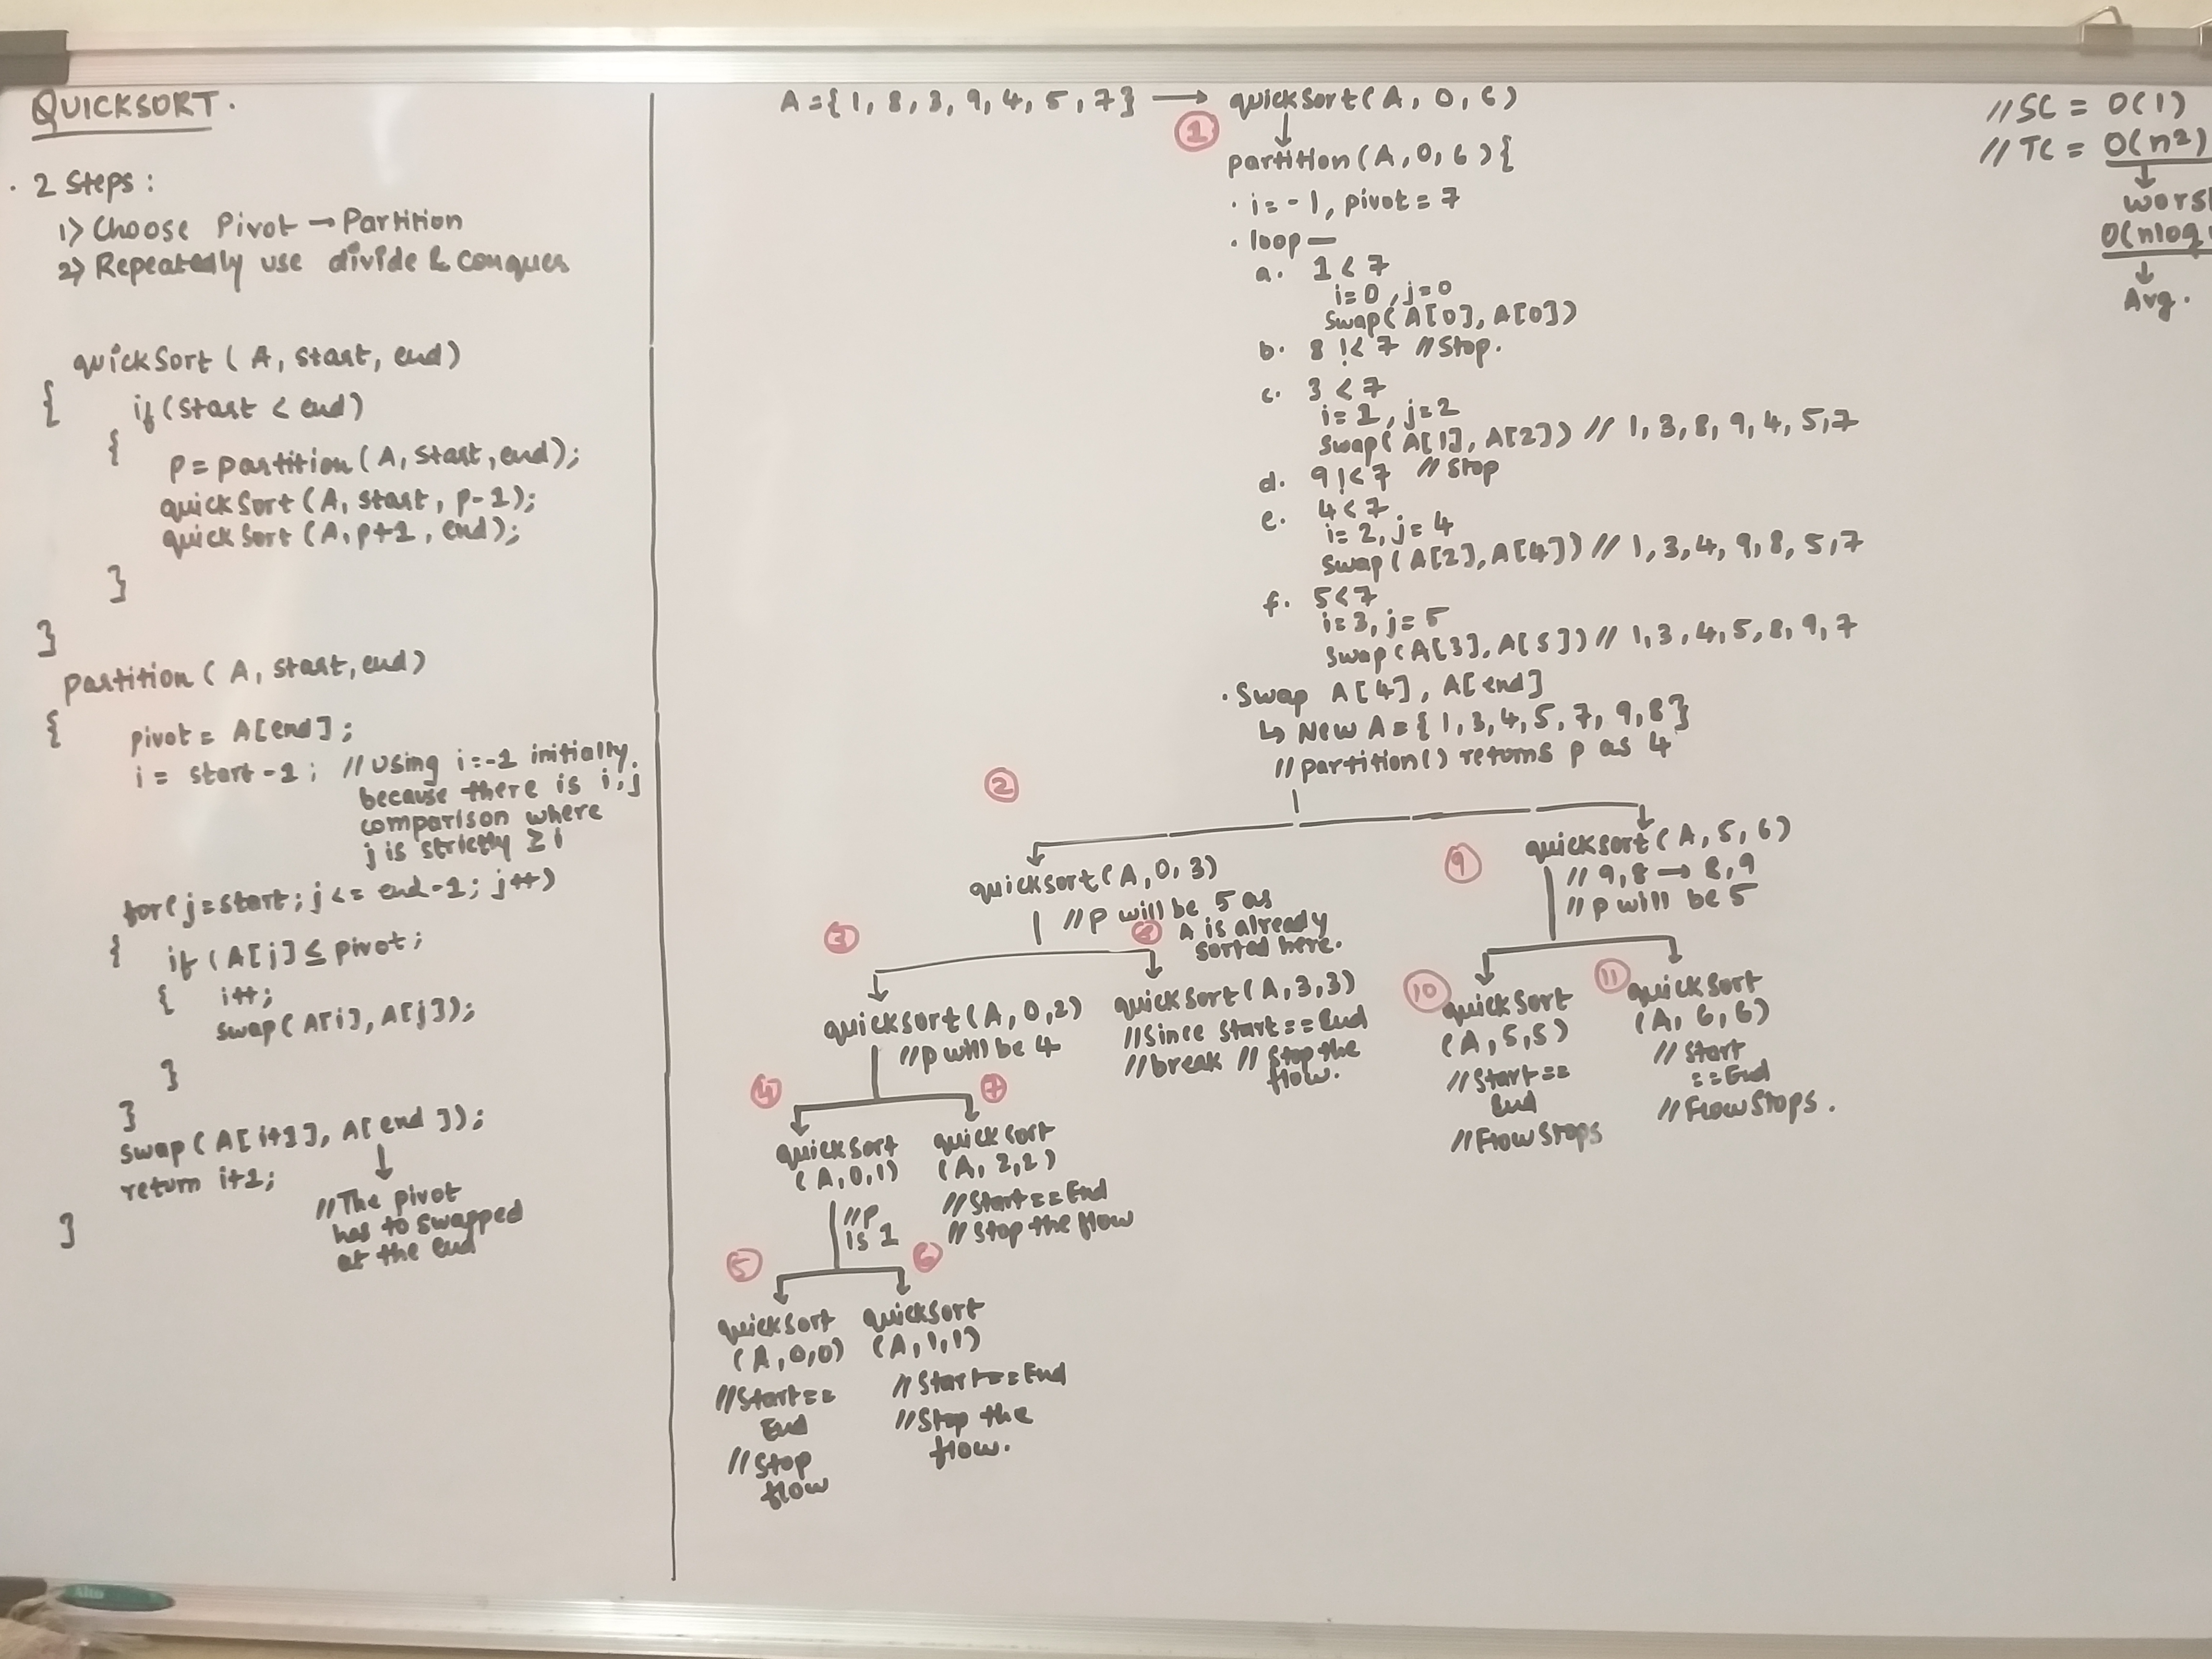 QUICKSORT.
. 2 Steps:
1) Choose Pivot → Partition
2) Repeatedly use divide & conques
quickSort ( A, start, end)
{ if (start < end)
{ p = partition (A, start, end);
quickSort (A, start, p-1);
quickSort (A, p+1, end);
}
}
partition ( A, start, end)
{ pivot = A[end];
i = start-1; // Using i=-1 initially.
because there is i, j
comparison where
j is strictly ≥ i
for(j=start; j <= end-1; j++)
{ if (A[j] ≤ pivot;
{ i++;
swap( A[i], A[j]);
}
}
swap( A[i+1], A[end]);
return i+1;
↓
// The pivot
has to swapped
at the end
}
A={ 1, 8, 3, 9, 4, 5, 7} → quickSort( A, 0, 6)
①
↓
partition (A, 0, 6){
. i=-1, pivot = 7
. loop —
a. 1 < 7
i=0, j=0
swap( A[0], A[0])
b. 8 !< 7 // Stop.
c. 3 < 7
i=1, j=2
swap( A[1], A[2]) // 1, 3, 8, 9, 4, 5, 7
d. 9 !< 7 // Stop
e. 4 < 7
i=2, j=4
swap (A[2], A[4]) // 1, 3, 4, 9, 8, 5, 7
f. 5 < 7
i=3, j=5
swap (A[3], A[5]) // 1, 3, 4, 5, 8, 9, 7
. Swap A[4], A[end]
↳ New A={ 1, 3, 4, 5, 7, 9, 8}
// partition() returns p as 4
②
quicksort( A, 0, 3)
// p will be 5 as
A is already
sorted here.
⑨
quicksort( A, 5, 6)
// 9, 8 → 8, 9
// p will be 5
③
quicksort (A, 0, 2)
// p will be 4
⑧
quickSort (A, 3, 3)
// Since Start == End
// break // Stop the
flow.
⑩
quickSort
(A, 5, 5)
// Start ==
End
// Flow Stops
⑪
quickSort
(A, 6, 6)
// Start
== End
// Flow Stops.
④
quickSort
(A, 0, 1)
// p
is 1
⑦
quicksort
(A, 2, 2)
// Start == End
// Stop the flow
⑤
quickSort
(A, 0, 0)
// Start ==
End
// Stop
flow
⑥
quickSort
(A, 1, 1)
// Start == End
// Stop the
flow.
// SC = O(1)
// TC = O(n2)
↓
O(nlog
↓
Avg.